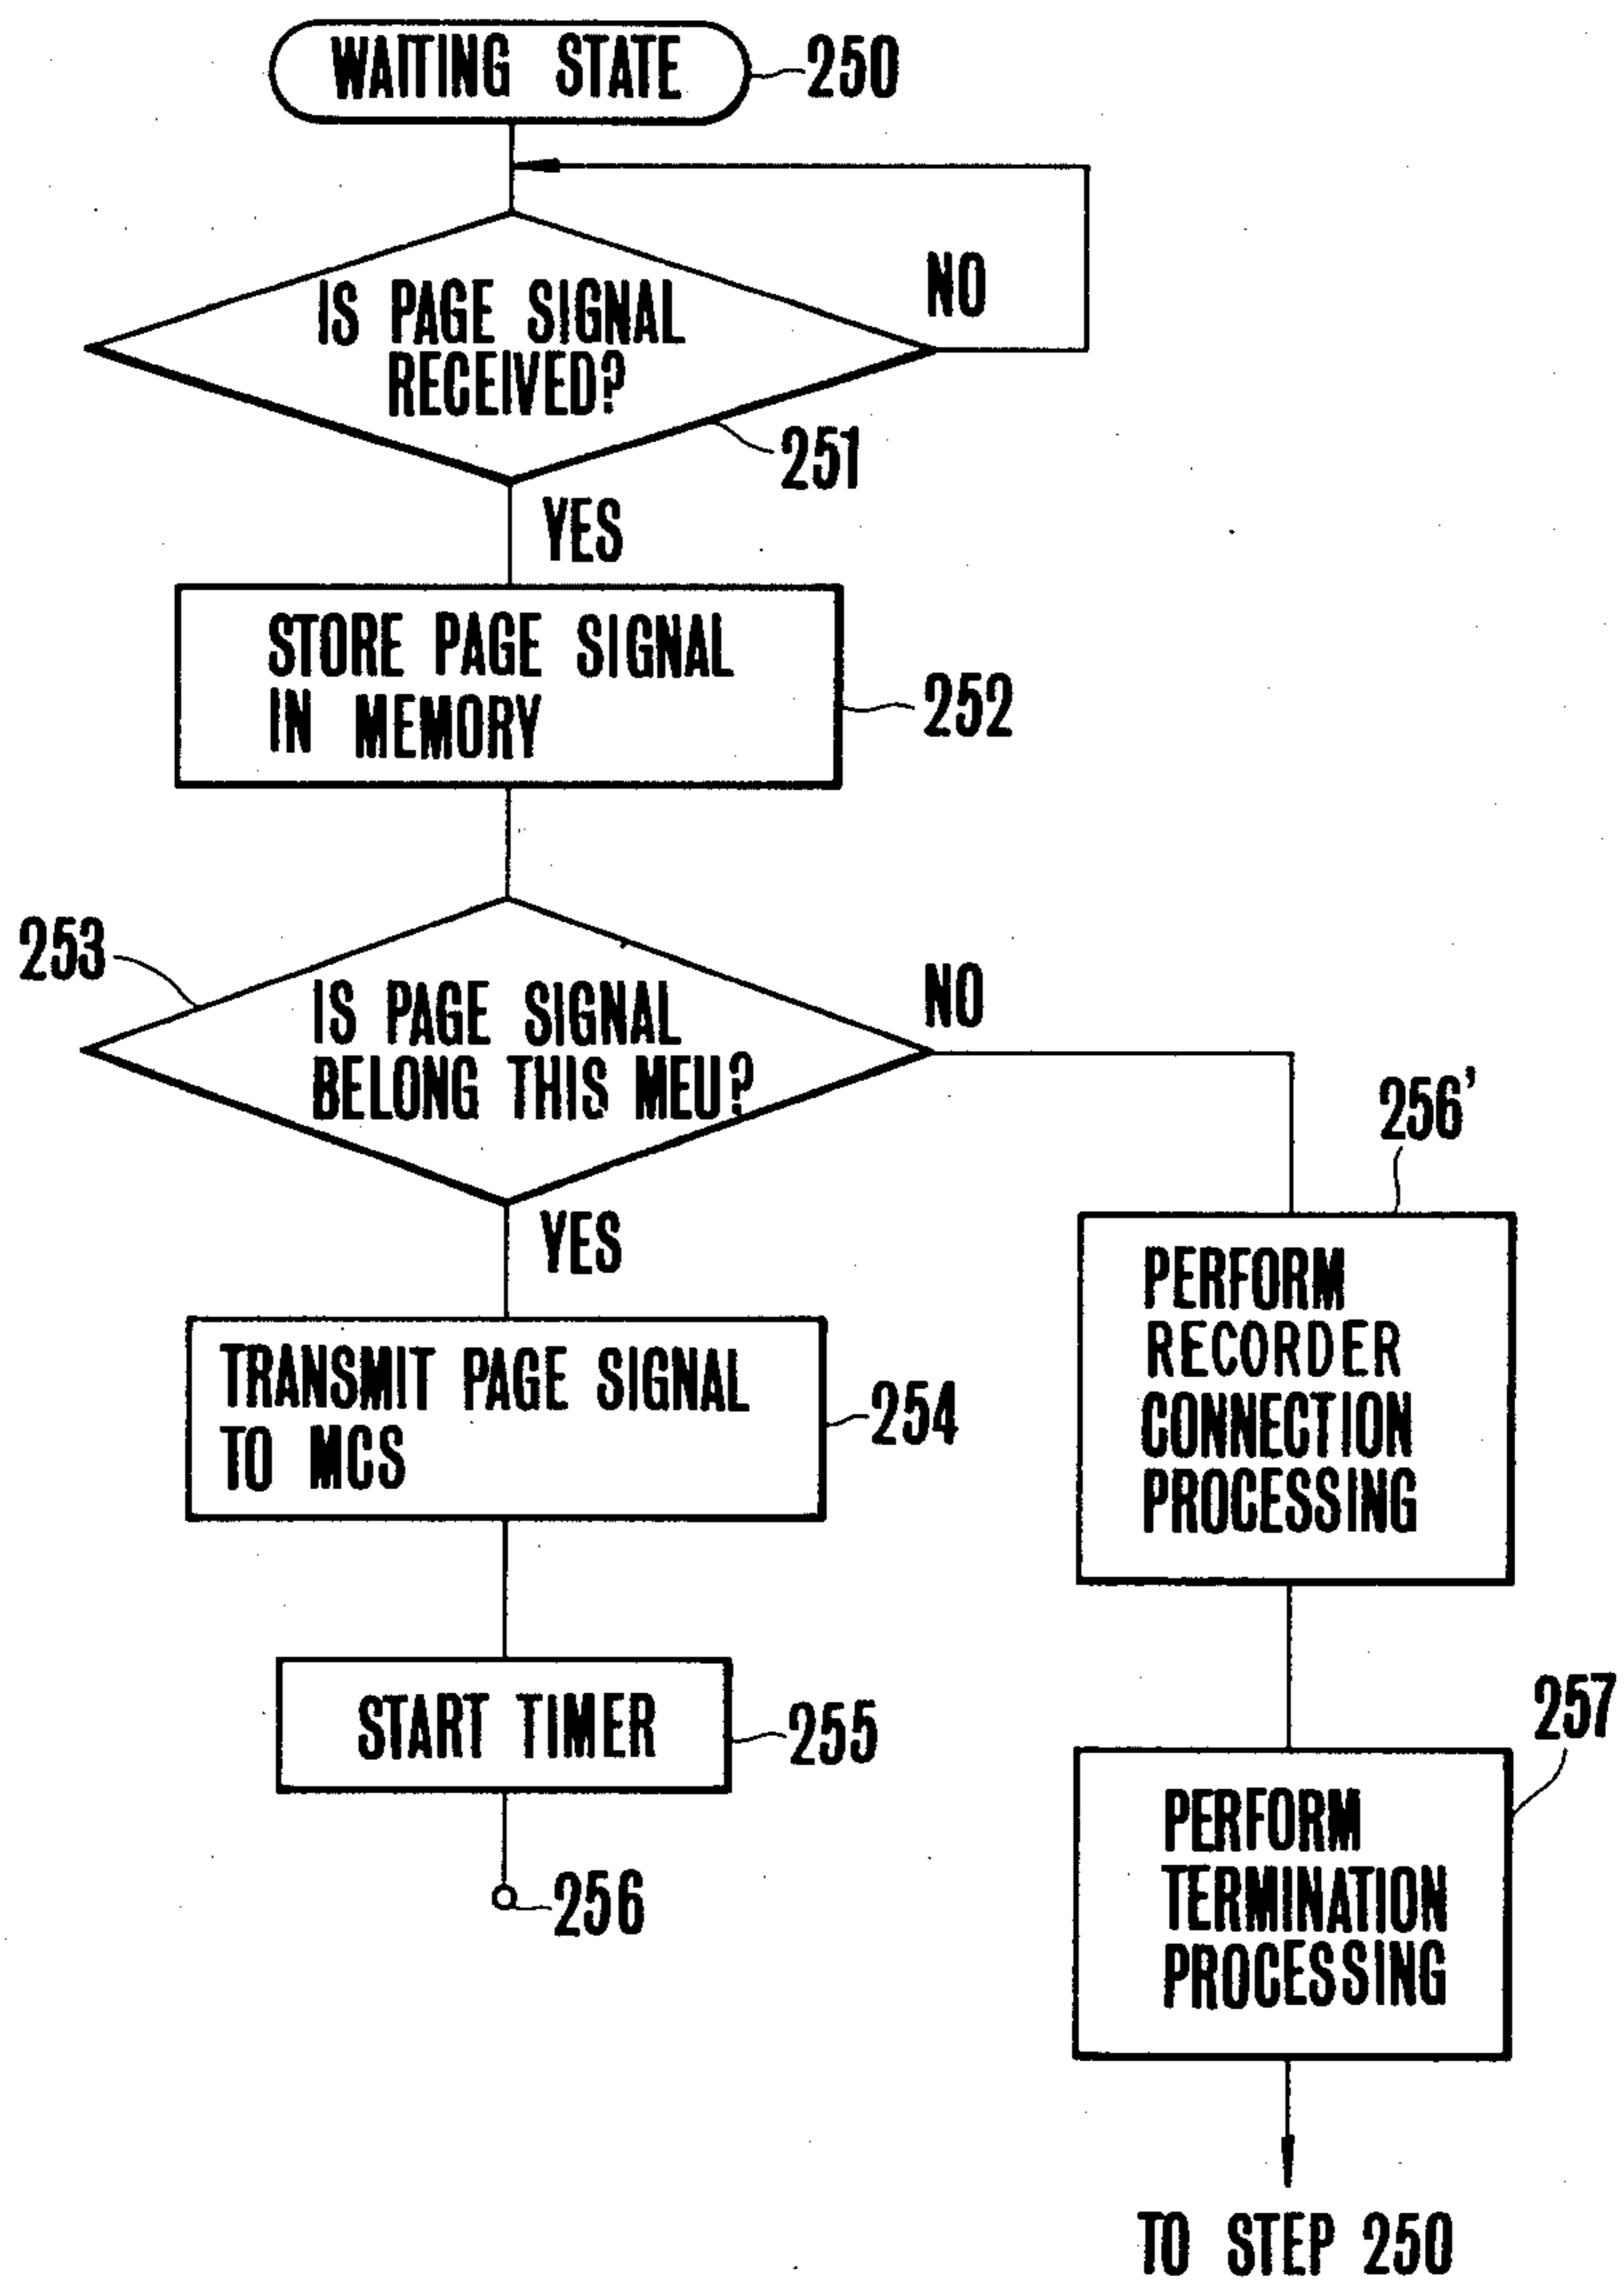 WAITING STATE
250
NO
IS PAGE SIGNAL
RECEIVED?
251
YES
STORE PAGE SIGNAL
IN MEMORY
252
253
NO
IS PAGE SIGNAL
BELONG THIS MEU?
256'
YES
PERFORM
RECORDER
CONNECTION
PROCESSING
TRANSMIT PAGE SIGNAL
TO MCS
254
START TIMER
255
257
256
PERFORM
TERMINATION
PROCESSING
TO STEP 250